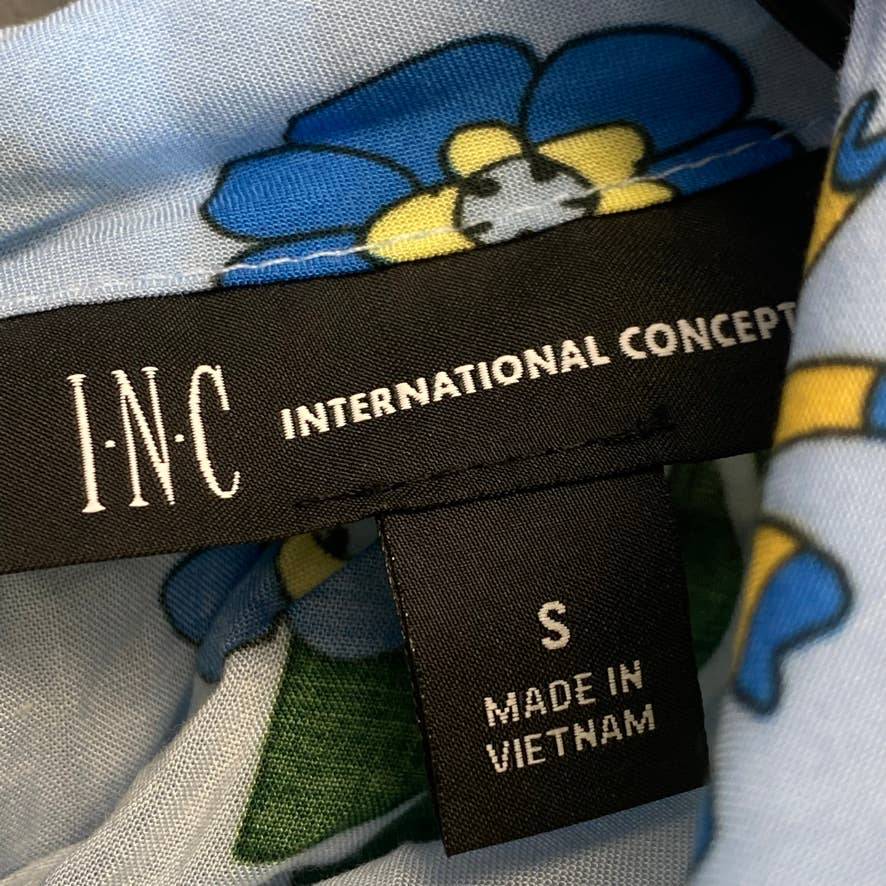 I·N·C INTERNATIONAL CONCEPT
S
MADE IN
VIETNAM